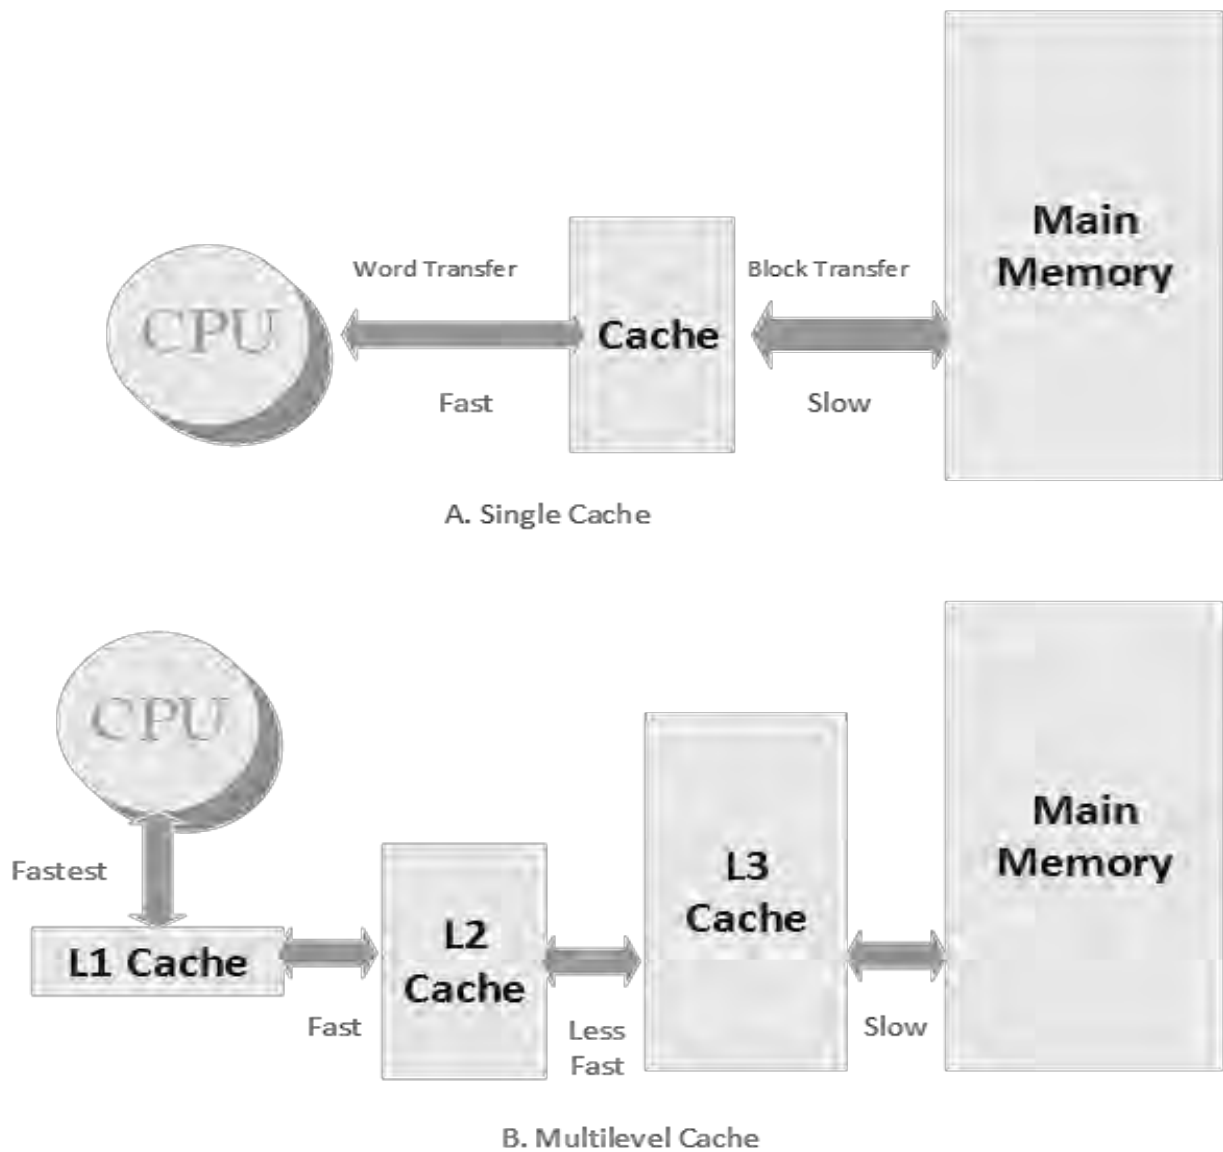 Main
Memory
Word Transfer
Block Transfer
CPU
Cache
Fast
Slow
A. Single Cache
CPU
Main
Memory
Fastest
L3
Cache
L2
Cache
L1 Cache
Fast
Less
Fast
Slow
B. Multilevel Cache